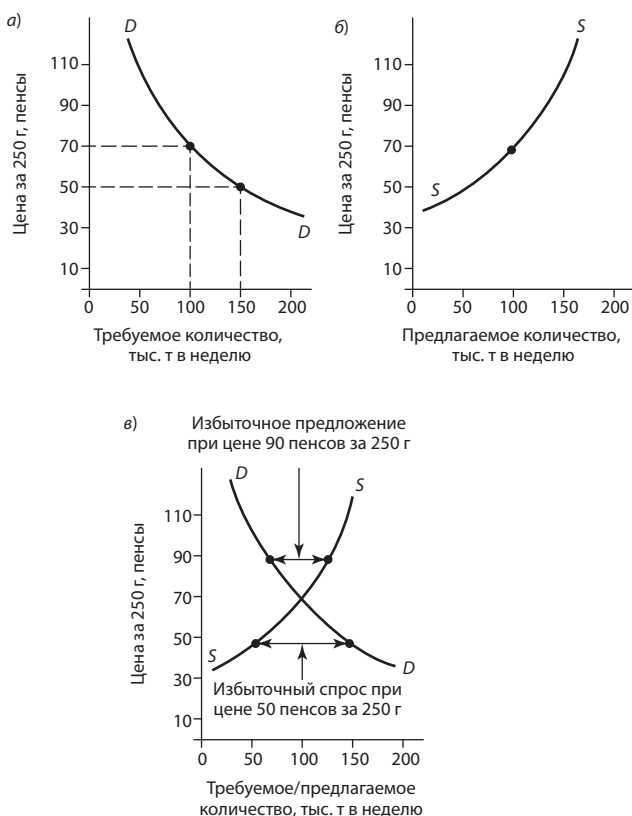 а)
D
110
90
70
50
30
10
0
50
100
150
200
D
Цена за 250 г, пенсы
Требуемое количество,
тыс. т в неделю
б)
S
110
90
70
50
30
10
0
50
100
150
200
S
Цена за 250 г, пенсы
Предлагаемое количество,
тыс. т в неделю
в)
Избыточное предложение
при цене 90 пенсов за 250 г
D
S
110
90
70
50
30
10
0
50
100
150
200
S
D
Цена за 250 г, пенсы
Избыточный спрос при
цене 50 пенсов за 250 г
Требуемое/предлагаемое
количество, тыс. т в неделю